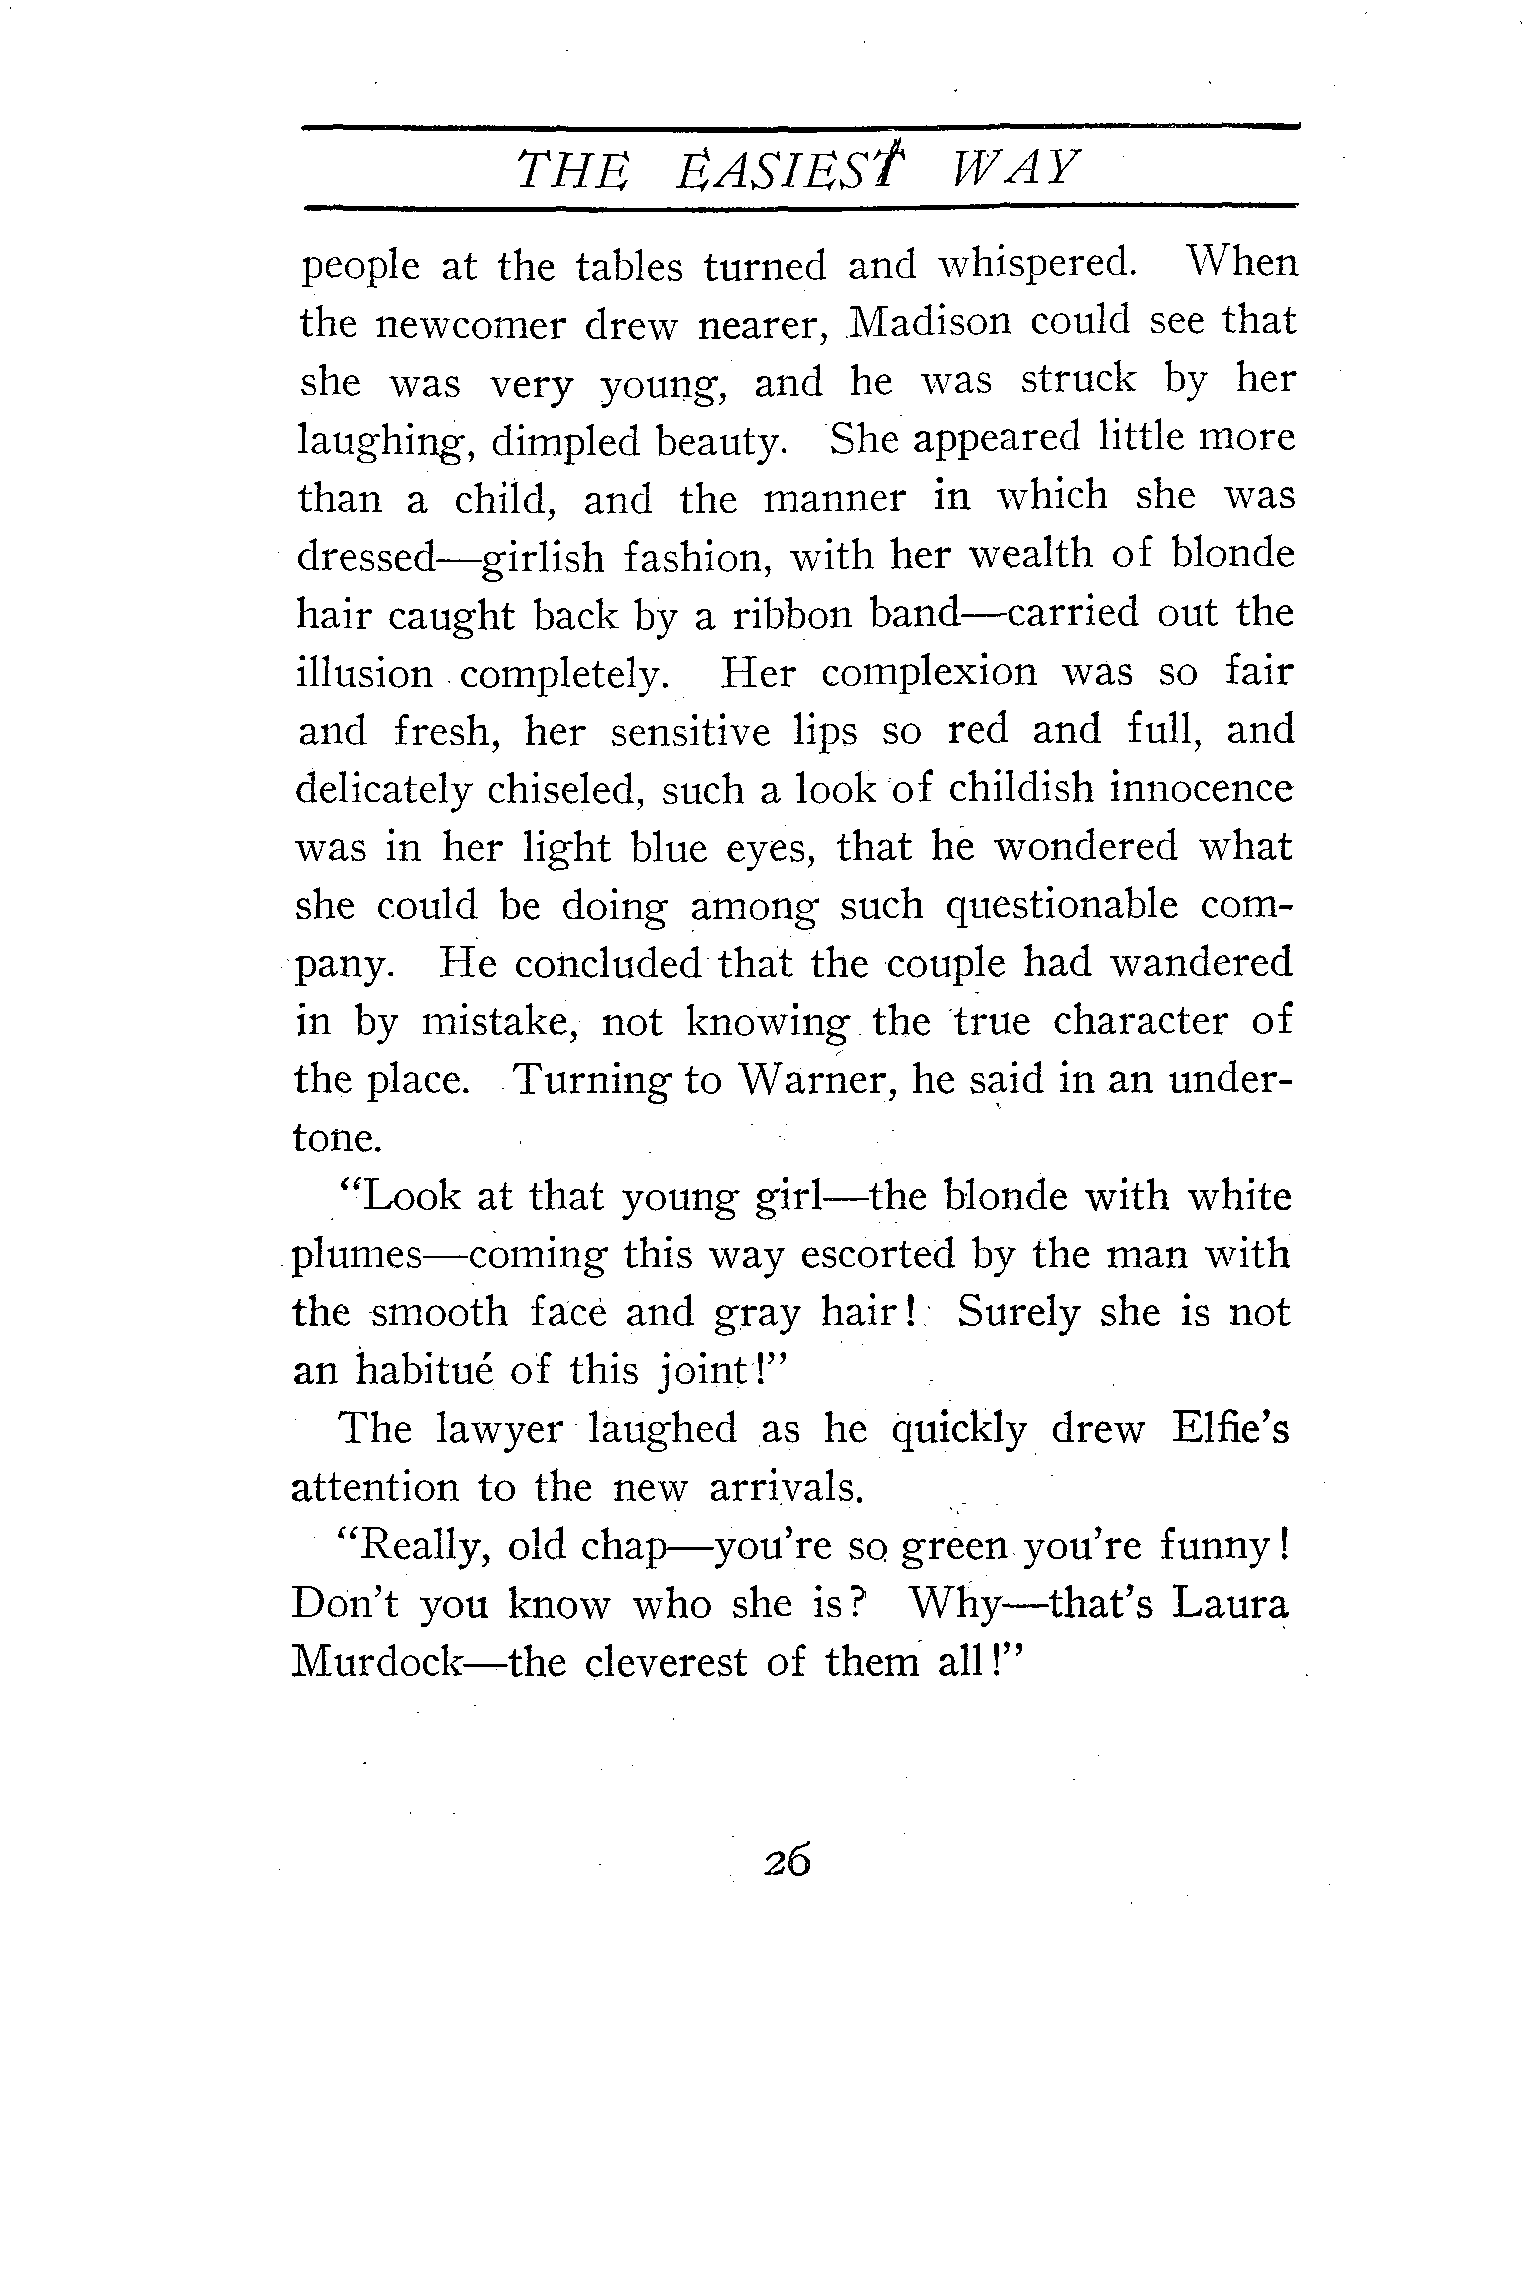 THE EASIEST WAY
people at the tables turned and whispered. When
the newcomer drew nearer, Madison could see that
she was very young, and he was struck by her
laughing, dimpled beauty. She appeared little more
than a child, and the manner in which she was
dressed—girlish fashion, with her wealth of blonde
hair caught back by a ribbon band—carried out the
illusion completely. Her complexion was so fair
and fresh, her sensitive lips so red and full, and
delicately chiseled, such a look of childish innocence
was in her light blue eyes, that he wondered what
she could be doing among such questionable com-
pany. He concluded that the couple had wandered
in by mistake, not knowing the true character of
the place. Turning to Warner, he said in an under-
tone.
“Look at that young girl—the blonde with white
plumes—coming this way escorted by the man with
the smooth face and gray hair! Surely she is not
an habitué of this joint!”
The lawyer laughed as he quickly drew Elfie's
attention to the new arrivals.
“Really, old chap—you're so green you're funny!
Don't you know who she is? Why—that's Laura
Murdock—the cleverest of them all!”
26